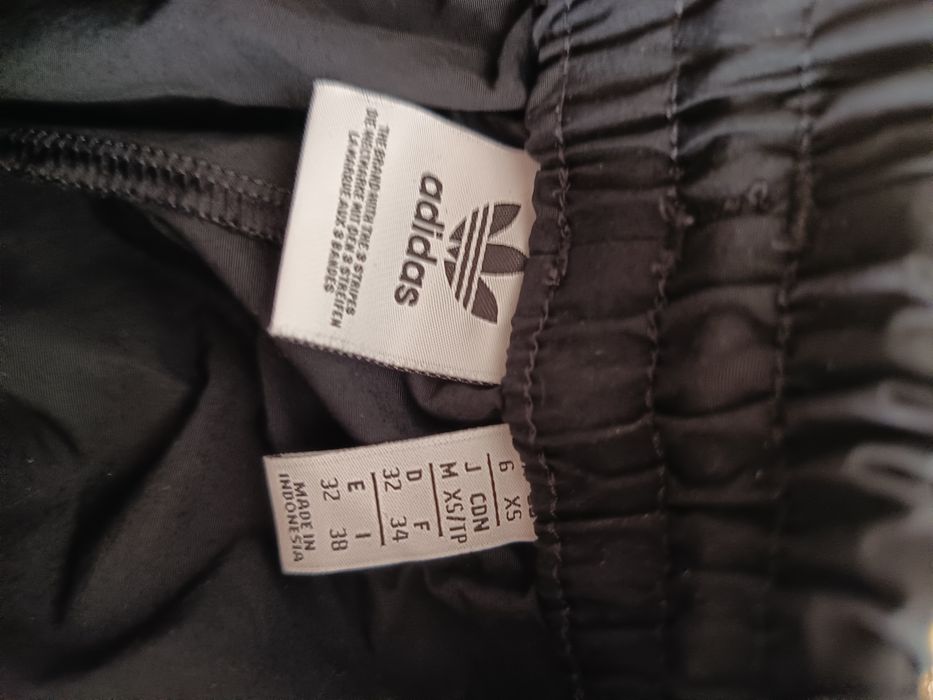 adidas
THE BRAND WITH THE 3 STRIPES
DIE MARKE MIT DEN 3 STREIFEN
LA MARQUE AUX 3 BANDES
6 XS
J CDN
M XS/TP
D F
32 34
E I
32 38
MADE IN
INDONESIA